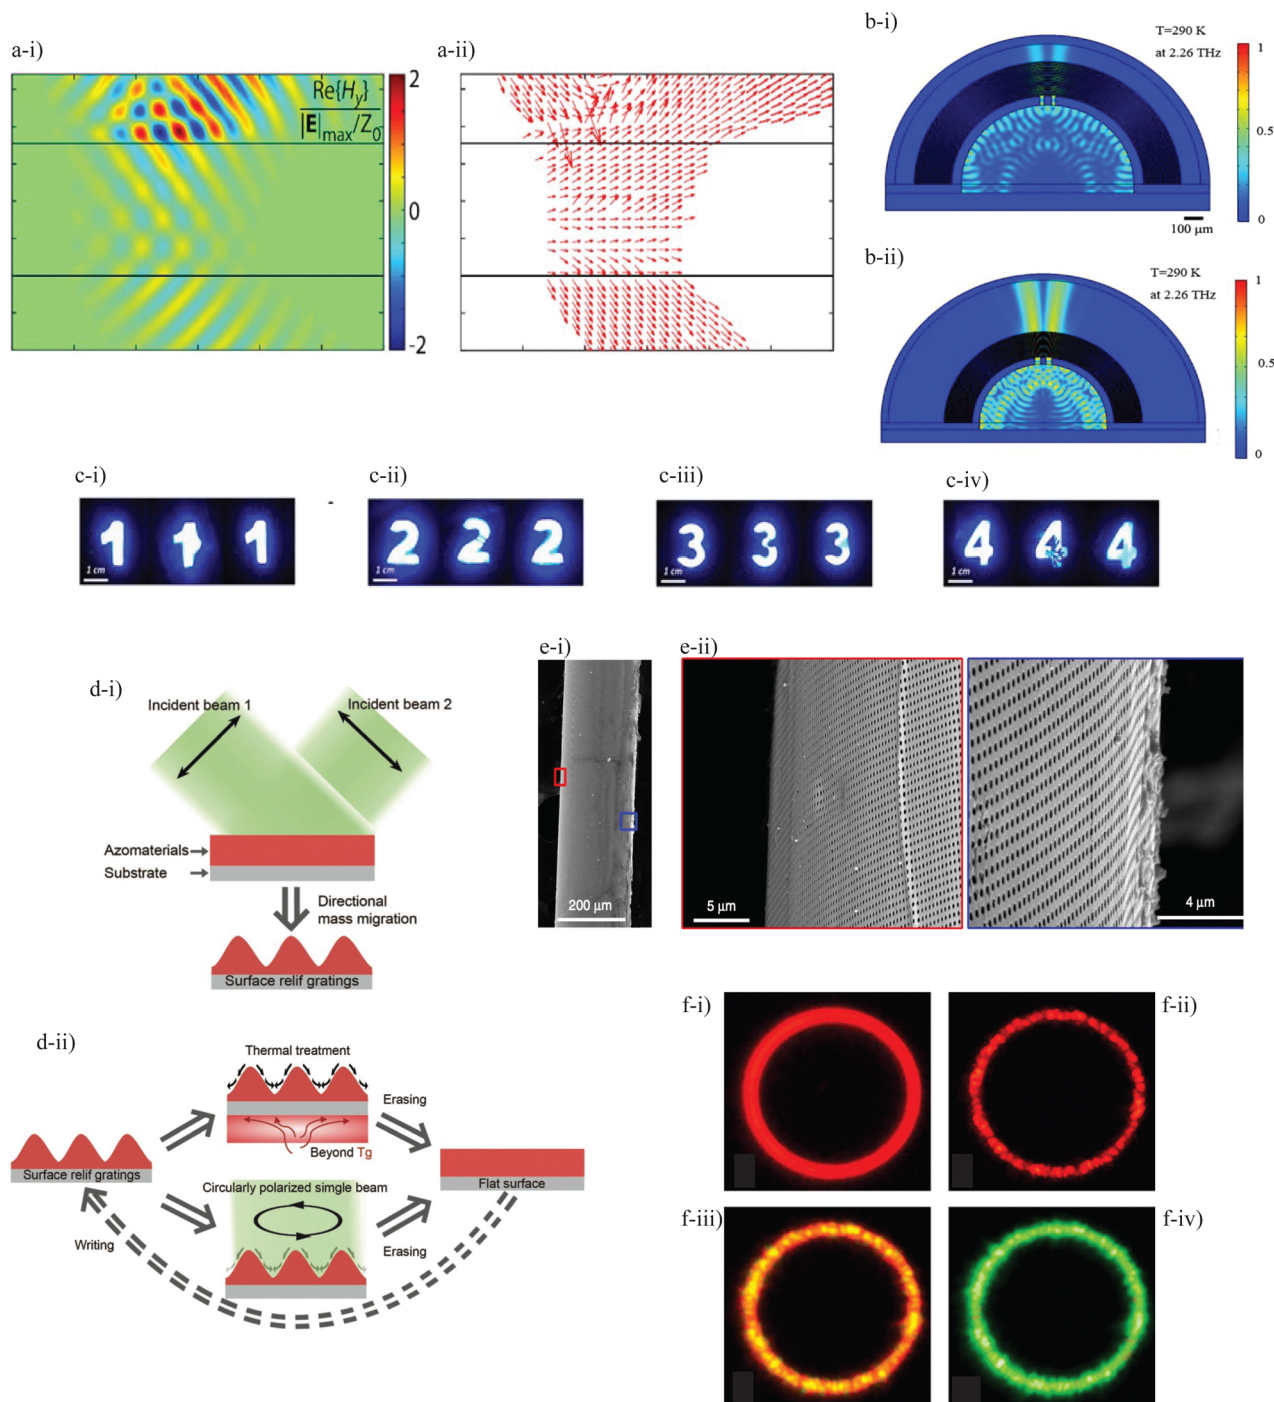 a-i)
Re{Hy}
|E|max/Z0
2
0
-2
a-ii)
b-i)
T=290 K
at 2.26 THz
1
0.5
0
100 µm
b-ii)
T=290 K
at 2.26 THz
1
0.5
0
c-i)
1 1 1
1 cm
-
c-ii)
2 2 2
1 cm
c-iii)
3 3 3
1 cm
c-iv)
4 4 4
1 cm
d-i)
Incident beam 1
Incident beam 2
Azomaterials
Substrate
Directional
mass migration
Surface relif gratings
e-i)
200 µm
e-ii)
5 µm
4 µm
d-ii)
Thermal treatment
Erasing
Beyond Tg
Surface relif gratings
Circularly polarized simgle beam
Flat surface
Writing
Erasing
f-i)
f-ii)
f-iii)
f-iv)